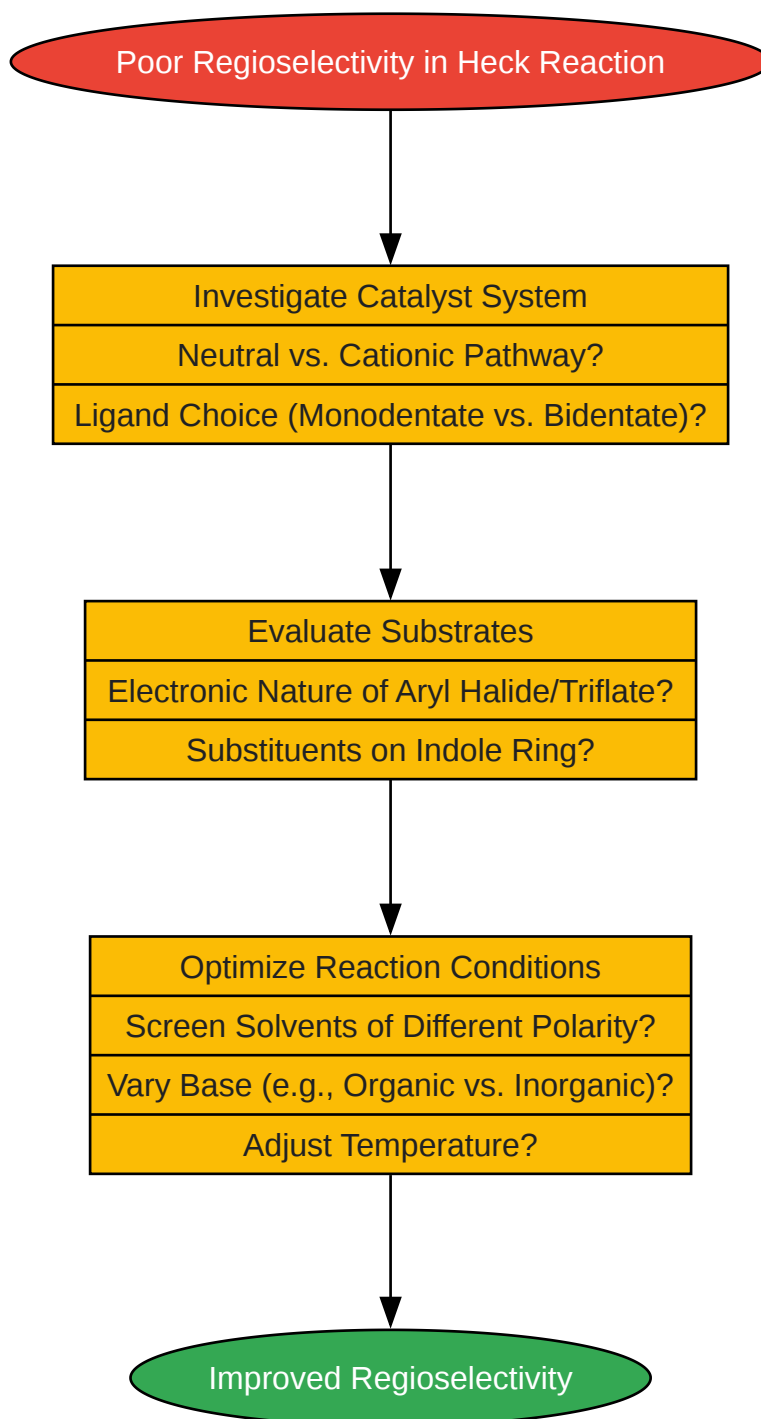 Poor Regioselectivity in Heck Reaction
Investigate Catalyst System
Neutral vs. Cationic Pathway?
Ligand Choice (Monodentate vs. Bidentate)?
Evaluate Substrates
Electronic Nature of Aryl Halide/Triflate?
Substituents on Indole Ring?
Optimize Reaction Conditions
Screen Solvents of Different Polarity?
Vary Base (e.g., Organic vs. Inorganic)?
Adjust Temperature?
Improved Regioselectivity